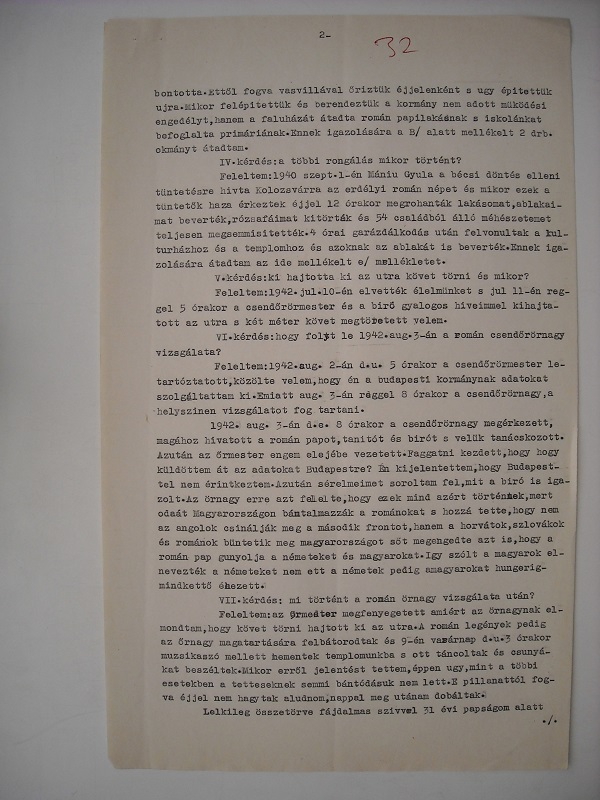 2-
32
bontotta.Ettől fogva vasvillával őriztük éjjelenként s ugy épitettük
ujra.Mikor felépitettük és berendeztük a kormány nem adott müködési
engedélyt,hanem a faluházát átadta román papilakásnak s iskolánkat
befoglalta primáriának.Ennek igazolására a B/ alatt mellékelt 2 drb.
okmányt átadtam.
IV.kérdés:a többi rongálás mikor történt?
Feleltem:1940 szept.1-én Mániu Gyula a bécsi döntés elleni
tüntetésre hivta Kolozsvárra az erdélyi román népet és mikor ezek a
tüntetők haza érkeztek éjjel 12 órakor megrohanták lakásomat,ablakai-
mat beverték,rózsafáimat kitörták és 54 családból álló méhészetemet
teljesen megsemmisitették.4 órai garázdálkodás után felvonultak a kul-
turházhoz és a templomhoz és azoknak az ablakát is beverték.Ennek iga-
zolására átadtam az ide mellékelt e/ mellékletet.
V.kérdés:ki hajtotta ki az utra követ törni és mikor?
Feleltem:1942.jul.10-én elvették élelmünket s jul 11-én reg-
gel 5 órakor a csendőrörmester és a biró gyalogos hiveimmel kihajta-
tott az utra s két méter követ megtöretett velem.
VI.kérdés:hogy folyt le 1942.aug.3-án a román csendőrörnagy
vizsgálata?
Feleltem:1942.aug. 2-án d.u. 5 órakor a csendőrörmester le-
tartóztatott,közölte velem,hogy én a budapesti kormánynak adatokat
szolgáltattam ki.Emiatt aug. 3-án reggel 8 órakor a csendőrörnagy,a
helyszinen vizsgálatot fog tartani.
1942. aug. 3-án d.e. 8 órakor a csendőrörnagy megérkezett,
magához hivatott a román papot,tanitót és birót s velük tanácskozott.
Azután az őrmester engem elejébe vezetett.Faggatni kezdett,hogy hogy
küldöttem át az adatokat Budapestre? Én kijelentettem,hogy Budapest-
tel nem érintkeztem.Azután sérelmeimet soroltam fel,mit a biró is iga-
zolt.Az őrnagy erre azt felelte,hogy ezek mind azért történnek,mert
odaát Magyarországon bántalmazzák a románokat s hozzá tette,hogy nem
az angolok csinálják meg a második frontot,hanem a horvátok,szlovákok
és románok büntetik meg magyarországot sőt megengedte azt is,hogy a
román pap gunyolja a németeket és magyarokat.Igy szólt a magyarok el-
nevezték a németeket nem ett a németek pedig amagyarokat hungerig-
mindkettő éhezett.
VII.kérdés: mi történt a román őrnagy vizsgálata után?
Feleltem:az őrmedter megfenyegetett amiért az őrnagynak el-
mondtam,hogy követ törni hajtott ki az utra.A román legények pedig
az őrnagy magatartására felbátorodtak és 9-én vasárnap d.u.3 órakor
muzsikaszó mellett bementek templomunkba s ott táncoltak és csunyá-
kat beszéltek.Mikor erről jelentést tettem,éppen ugy,mint a többi
esetekben a tetteseknek semmi bántódásuk nem lett.E pillanattól fog-
va éjjel nem hagytak aludnom,nappal meg utánam dobáltak.
Lelkileg összetörve fájdalmas szivvel 31 évi papságom alatt
./.